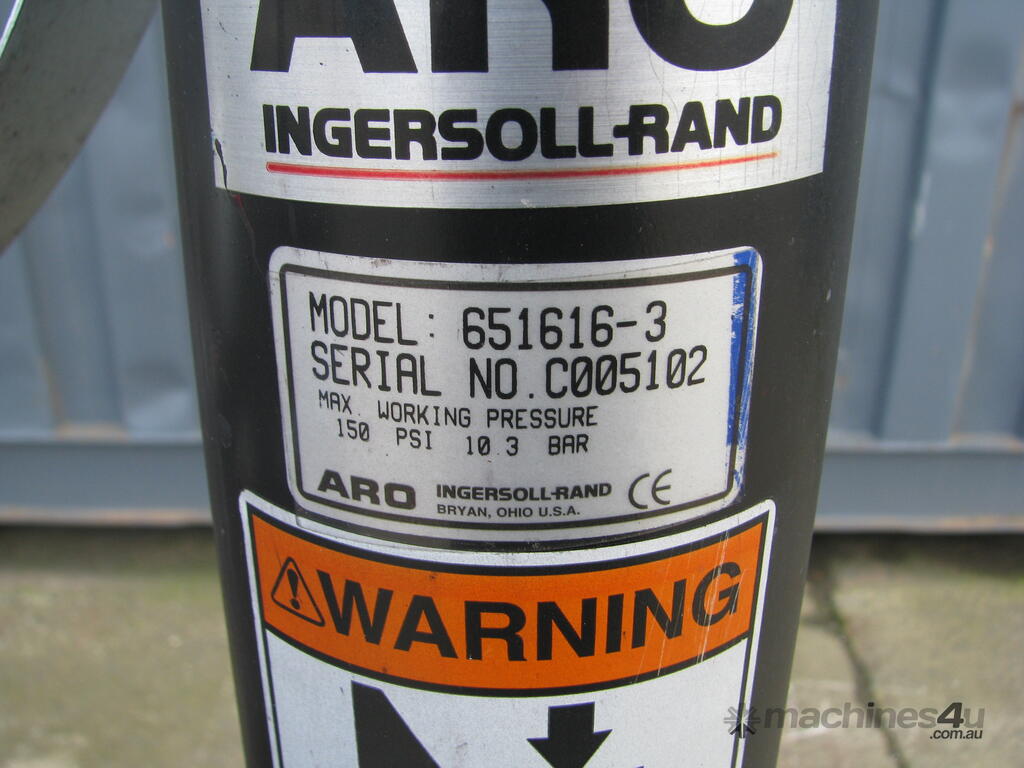 ARO
INGERSOLL-RAND
MODEL: 651616-3
SERIAL NO. C005102
MAX. WORKING PRESSURE
150 PSI 10.3 BAR
ARO INGERSOLL-RAND CE
BRYAN, OHIO U.S.A.
WARNING
machines4u
.com.au